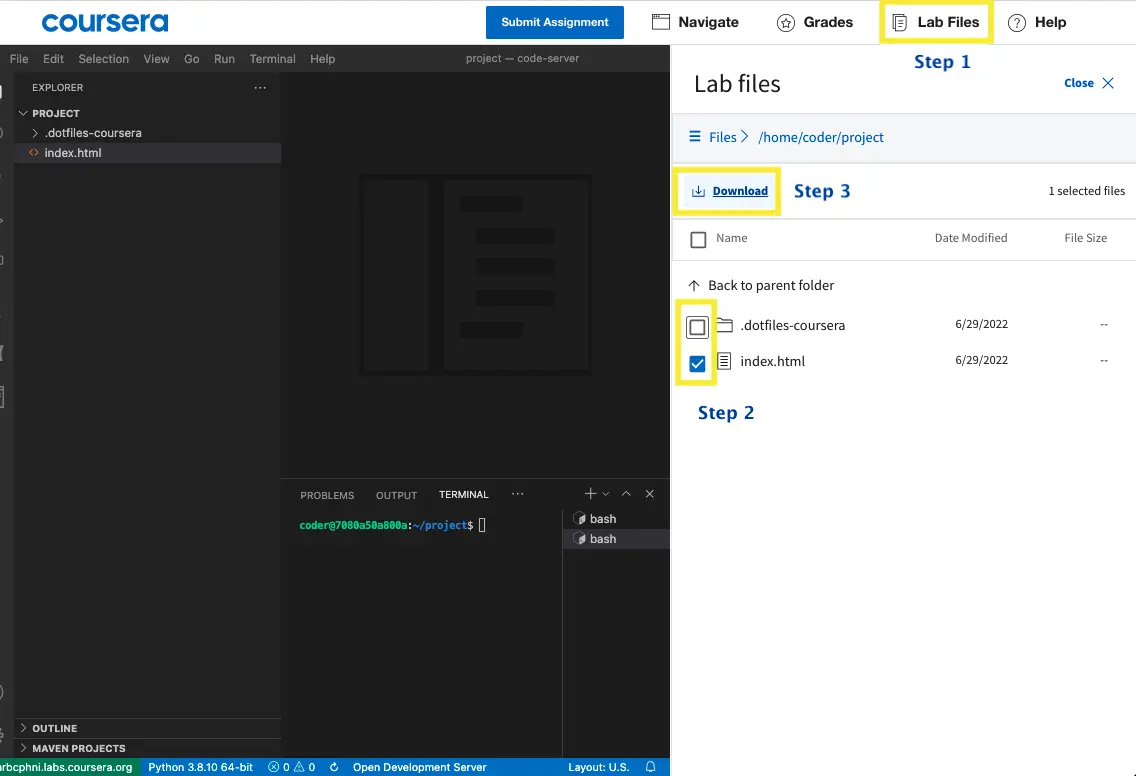 coursera
Submit Assignment
Navigate
Grades
Lab Files
Help
Step 1
File Edit Selection View Go Run Terminal Help
project — code-server
EXPLORER
PROJECT
.dotfiles-coursera
index.html
OUTLINE
MAVEN PROJECTS
PROBLEMS OUTPUT TERMINAL
coder@7080a50a800a:~/project$
bash
bash
rbcphni.labs.coursera.org Python 3.8.10 64-bit 0 0 Open Development Server Layout: U.S.
Lab files
Close
Files /home/coder/project
Download
Step 3
1 selected files
Name Date Modified File Size
Back to parent folder
.dotfiles-coursera 6/29/2022 --
index.html 6/29/2022 --
Step 2